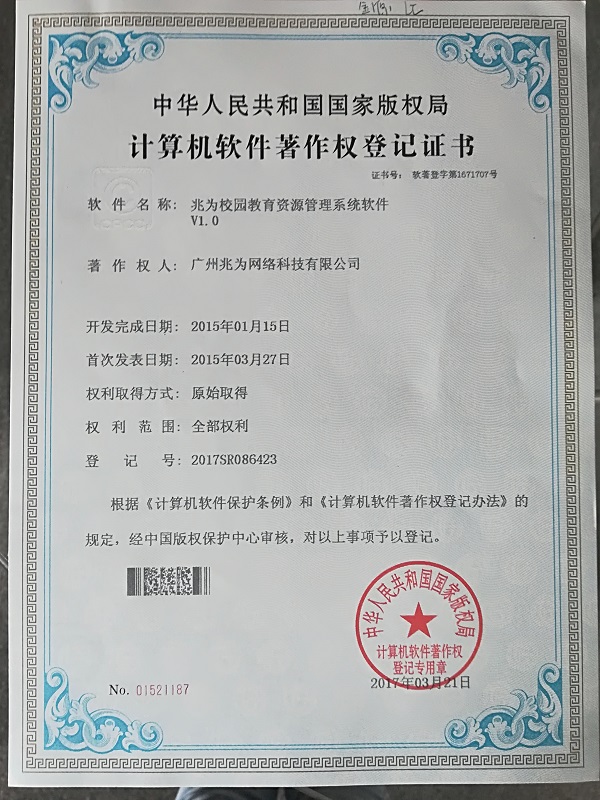 中华人民共和国国家版权局
计算机软件著作权登记证书
证书号： 软著登字第1671707号
软件名称： 兆为校园教育资源管理系统软件
V1.0
著作权人： 广州兆为网络科技有限公司
开发完成日期： 2015年01月15日
首次发表日期： 2015年03月27日
权利取得方式： 原始取得
权利范围： 全部权利
登记号： 2017SR086423
根据《计算机软件保护条例》和《计算机软件著作权登记办法》的
规定，经中国版权保护中心审核，对以上事项予以登记。
中华人民共和国国家版权局
计算机软件著作权
登记专用章
2017年03月21日
No. 01521187